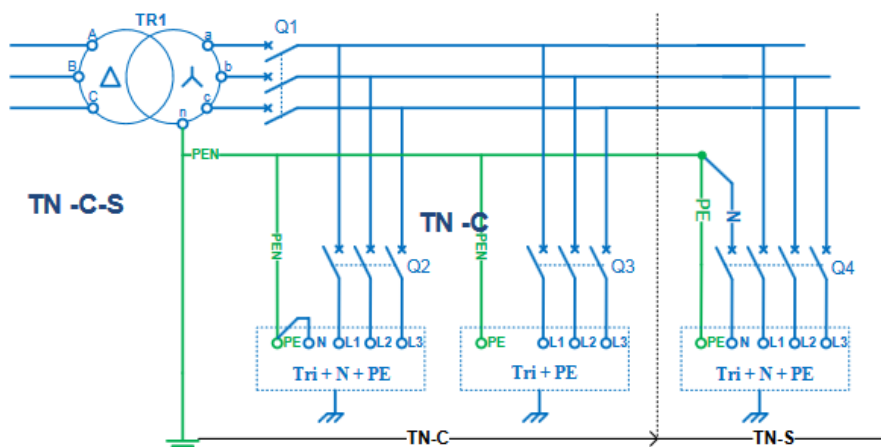 TR1
Q1
A
a
B
b
C
c
n
PEN
TN -C-S
TN -C
PEN
PEN
PE
N
Q2
Q3
Q4
PE N L1 L2 L3
PE L1 L2 L3
PE N L1 L2 L3
Tri + N + PE
Tri + PE
Tri + N + PE
TN-C
TN-S